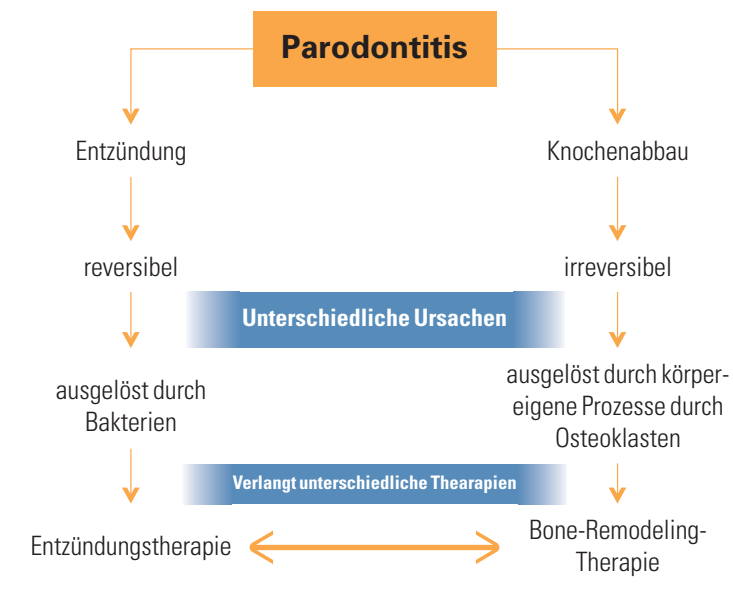 Parodontitis
Entzündung
Knochenabbau
reversibel
irreversibel
Unterschiedliche Ursachen
ausgelöst durch
Bakterien
ausgelöst durch körper-
eigene Prozesse durch
Osteoklasten
Verlangt unterschiedliche Thearapien
Entzündungstherapie
Bone-Remodeling-
Therapie